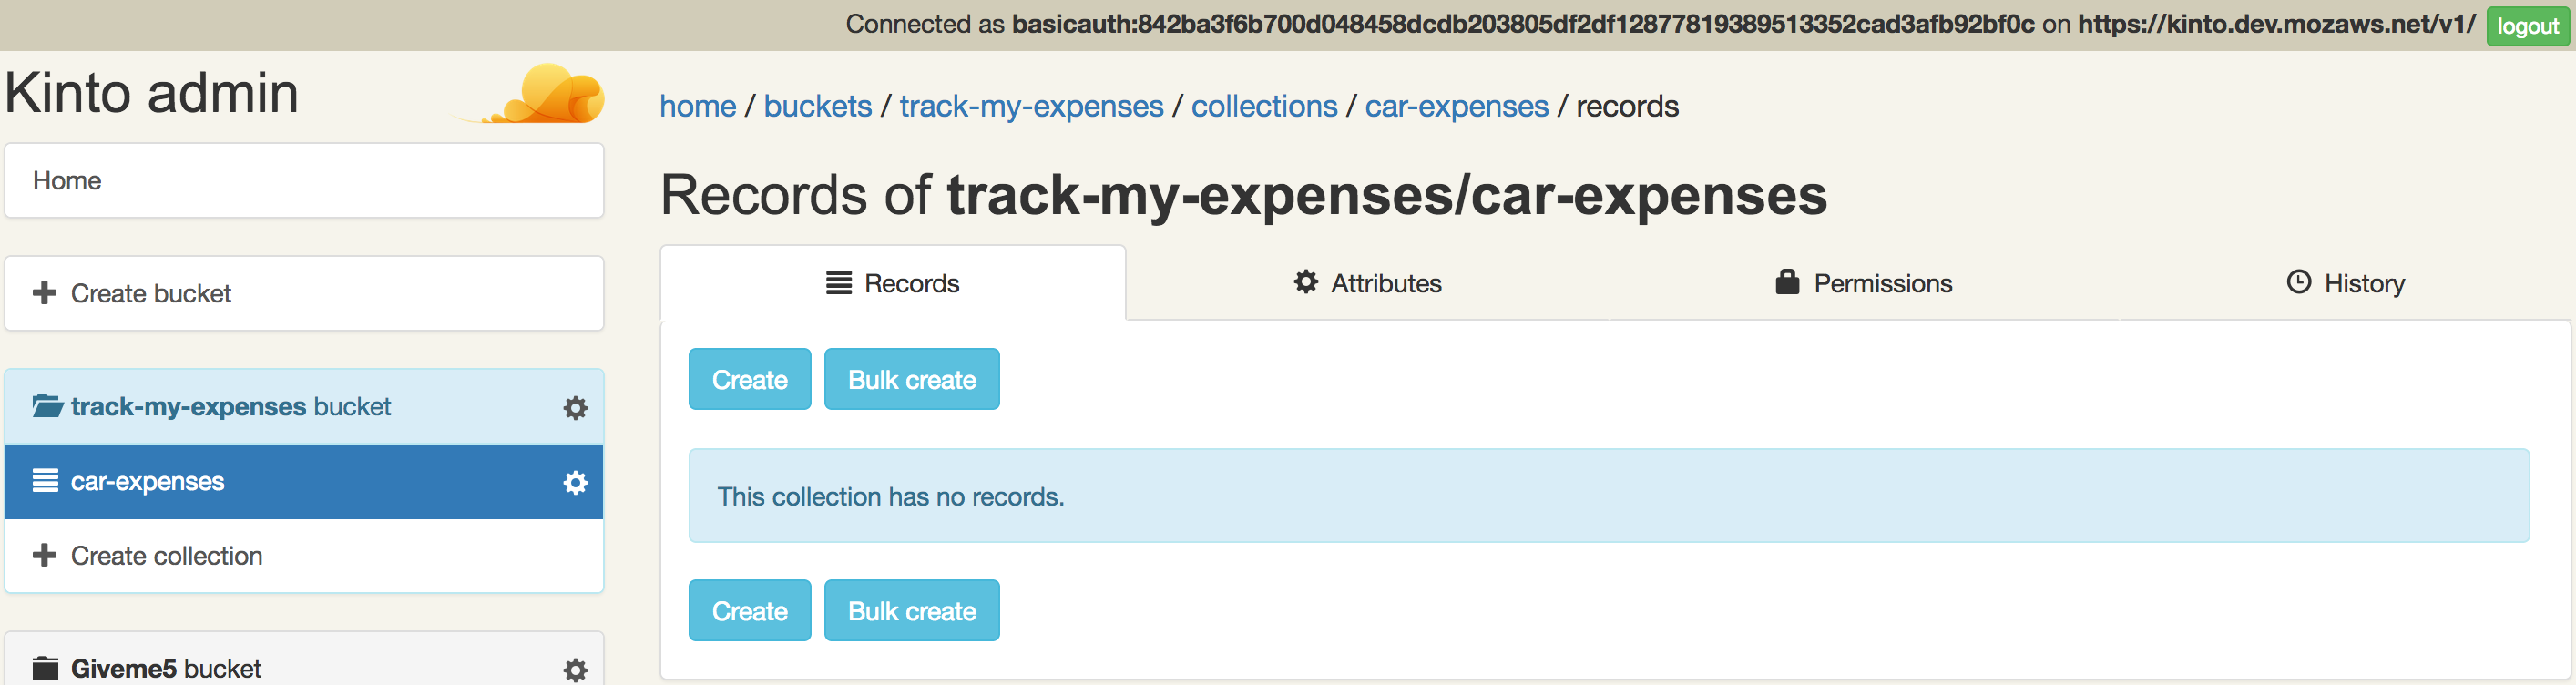 Connected as basicauth:842ba3f6b700d048458dcdb203805df2df12877819389513352cad3afb92bf0c on https://kinto.dev.mozaws.net/v1/ logout
Kinto admin
Home
Create bucket
track-my-expenses bucket
car-expenses
Create collection
Giveme5 bucket
home / buckets / track-my-expenses / collections / car-expenses / records
Records of track-my-expenses/car-expenses
Records Attributes Permissions History
Create Bulk create
This collection has no records.
Create Bulk create